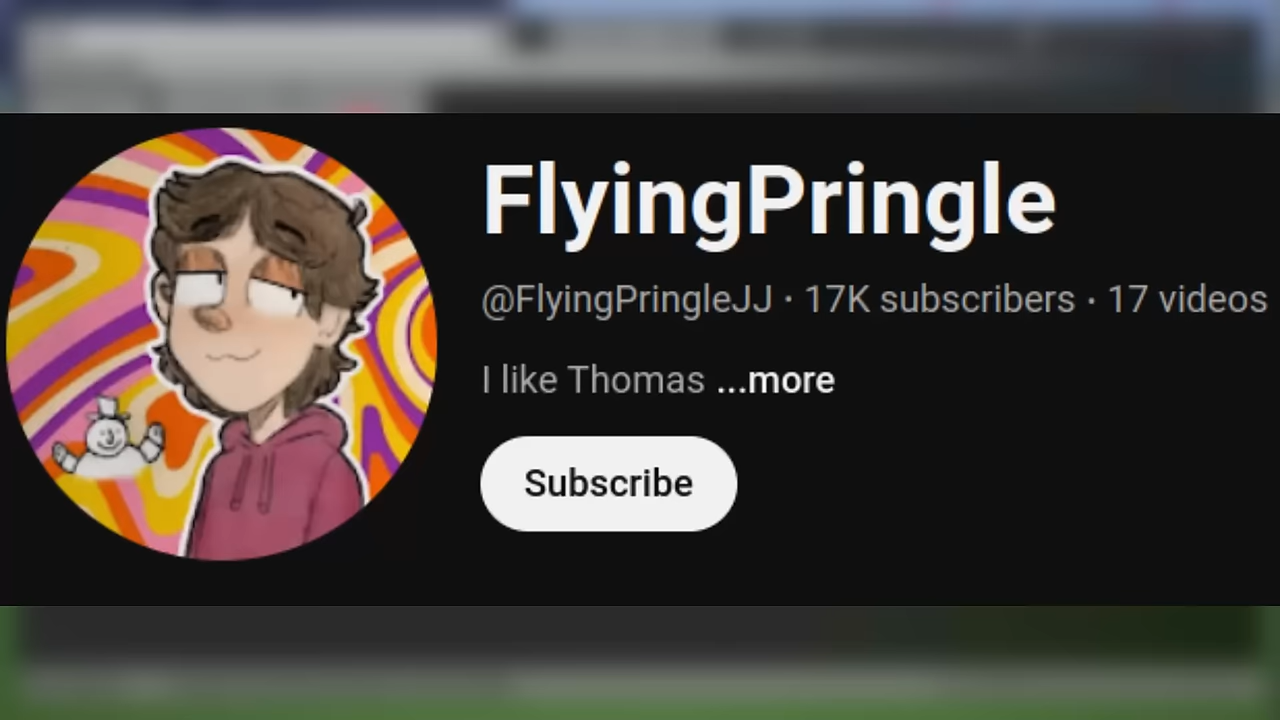 FlyingPringle
@FlyingPringleJJ · 17K subscribers · 17 videos
I like Thomas ...more
Subscribe